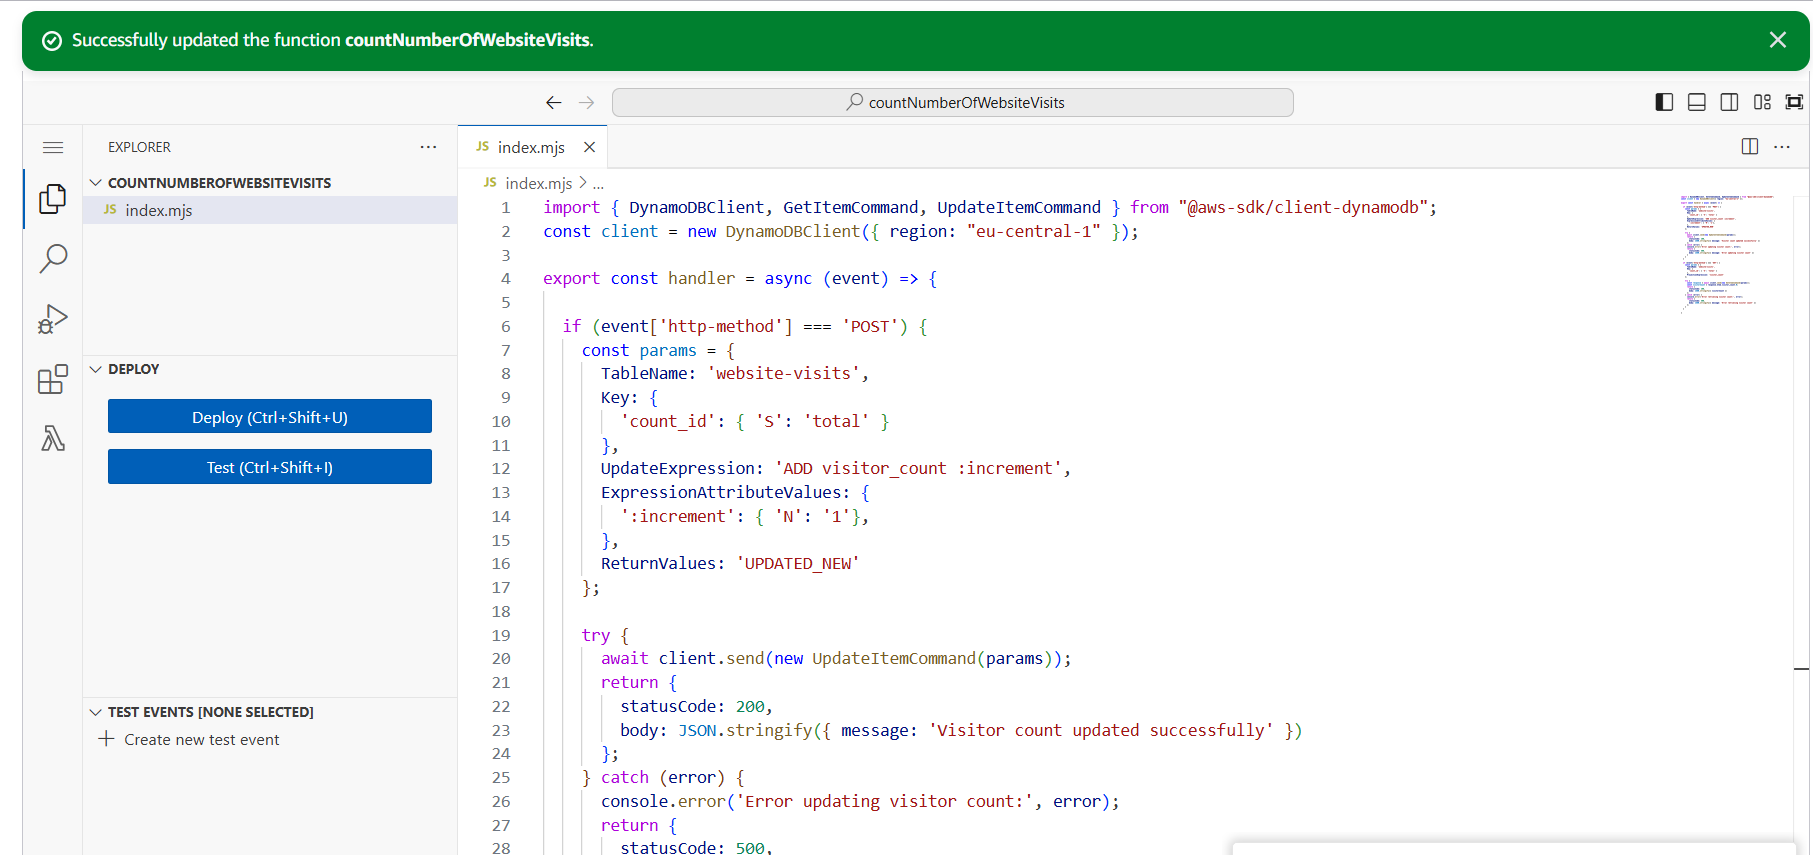 Successfully updated the function countNumberOfWebsiteVisits.
countNumberOfWebsiteVisits
EXPLORER
COUNTNUMBEROFWEBSITEVISITS
JS index.mjs
DEPLOY
Deploy (Ctrl+Shift+U)
Test (Ctrl+Shift+I)
TEST EVENTS [NONE SELECTED]
Create new test event
JS index.mjs
JS index.mjs > ...
1 import { DynamoDBClient, GetItemCommand, UpdateItemCommand } from "@aws-sdk/client-dynamodb";
2 const client = new DynamoDBClient({ region: "eu-central-1" });
3
4 export const handler = async (event) => {
5
6 if (event['http-method'] === 'POST') {
7 const params = {
8 TableName: 'website-visits',
9 Key: {
10 'count_id': { 'S': 'total' }
11 },
12 UpdateExpression: 'ADD visitor_count :increment',
13 ExpressionAttributeValues: {
14 ':increment': { 'N': '1'},
15 },
16 ReturnValues: 'UPDATED_NEW'
17 };
18
19 try {
20 await client.send(new UpdateItemCommand(params));
21 return {
22 statusCode: 200,
23 body: JSON.stringify({ message: 'Visitor count updated successfully' })
24 };
25 } catch (error) {
26 console.error('Error updating visitor count:', error);
27 return {
28 statusCode: 500,